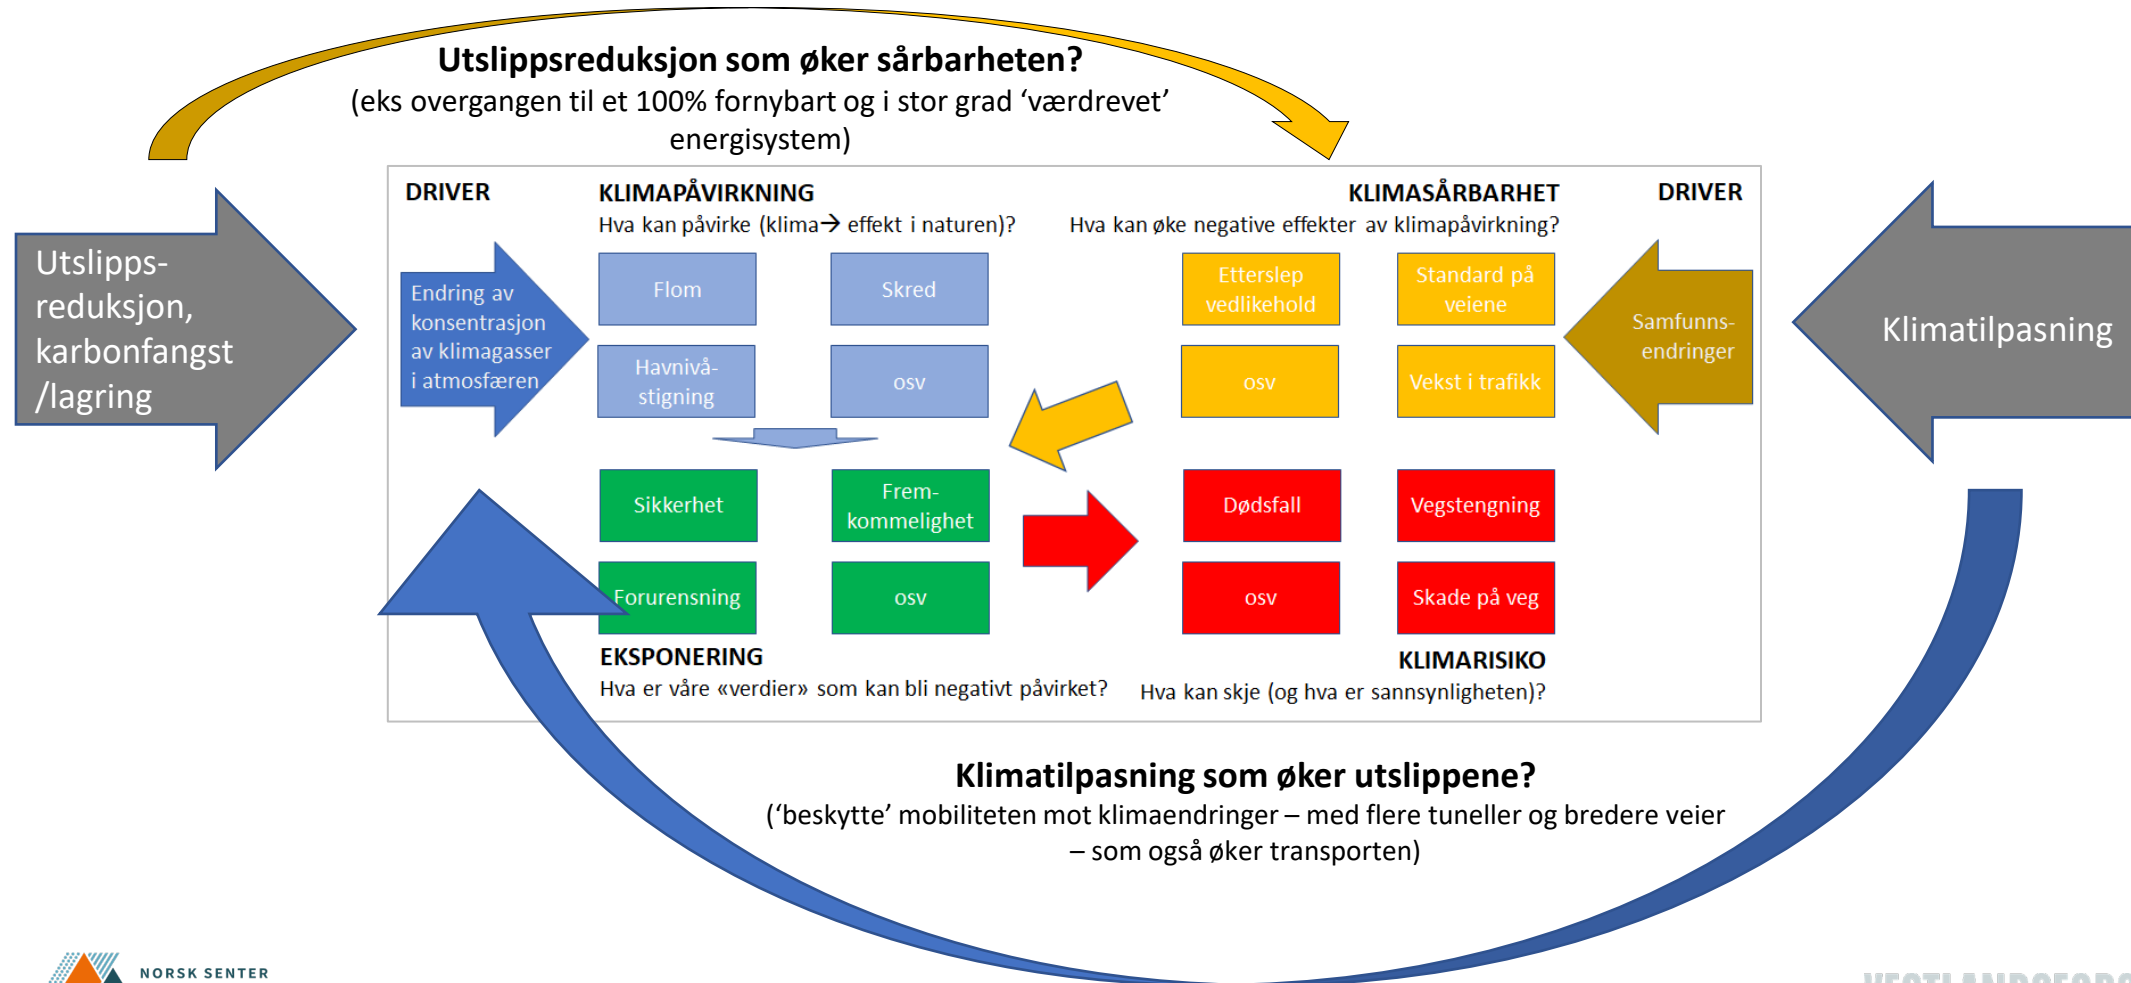 Utslippsreduksjon som øker sårbarheten?
(eks overgangen til et 100% fornybart og i stor grad ‘værdrevet’
energisystem)
Utslipps-
reduksjon,
karbonfangst
/lagring
DRIVER
Endring av
konsentrasjon
av klimagasser
i atmosfæren
KLIMAPÅVIRKNING
Hva kan påvirke (klima→ effekt i naturen)?
Flom
Skred
Havnivå-
stigning
osv
KLIMASÅRBARHET
Hva kan øke negative effekter av klimapåvirkning?
Etterslep
vedlikehold
Standard på
veiene
osv
Vekst i trafikk
DRIVER
Samfunns-
endringer
Klimatilpasning
Sikkerhet
Frem-
kommelighet
Forurensning
osv
EKSPONERING
Hva er våre «verdier» som kan bli negativt påvirket?
Dødsfall
Vegstengning
osv
Skade på veg
KLIMARISIKO
Hva kan skje (og hva er sannsynligheten)?
Klimatilpasning som øker utslippene?
(‘beskytte’ mobiliteten mot klimaendringer – med flere tuneller og bredere veier
– som også øker transporten)
NORSK SENTER